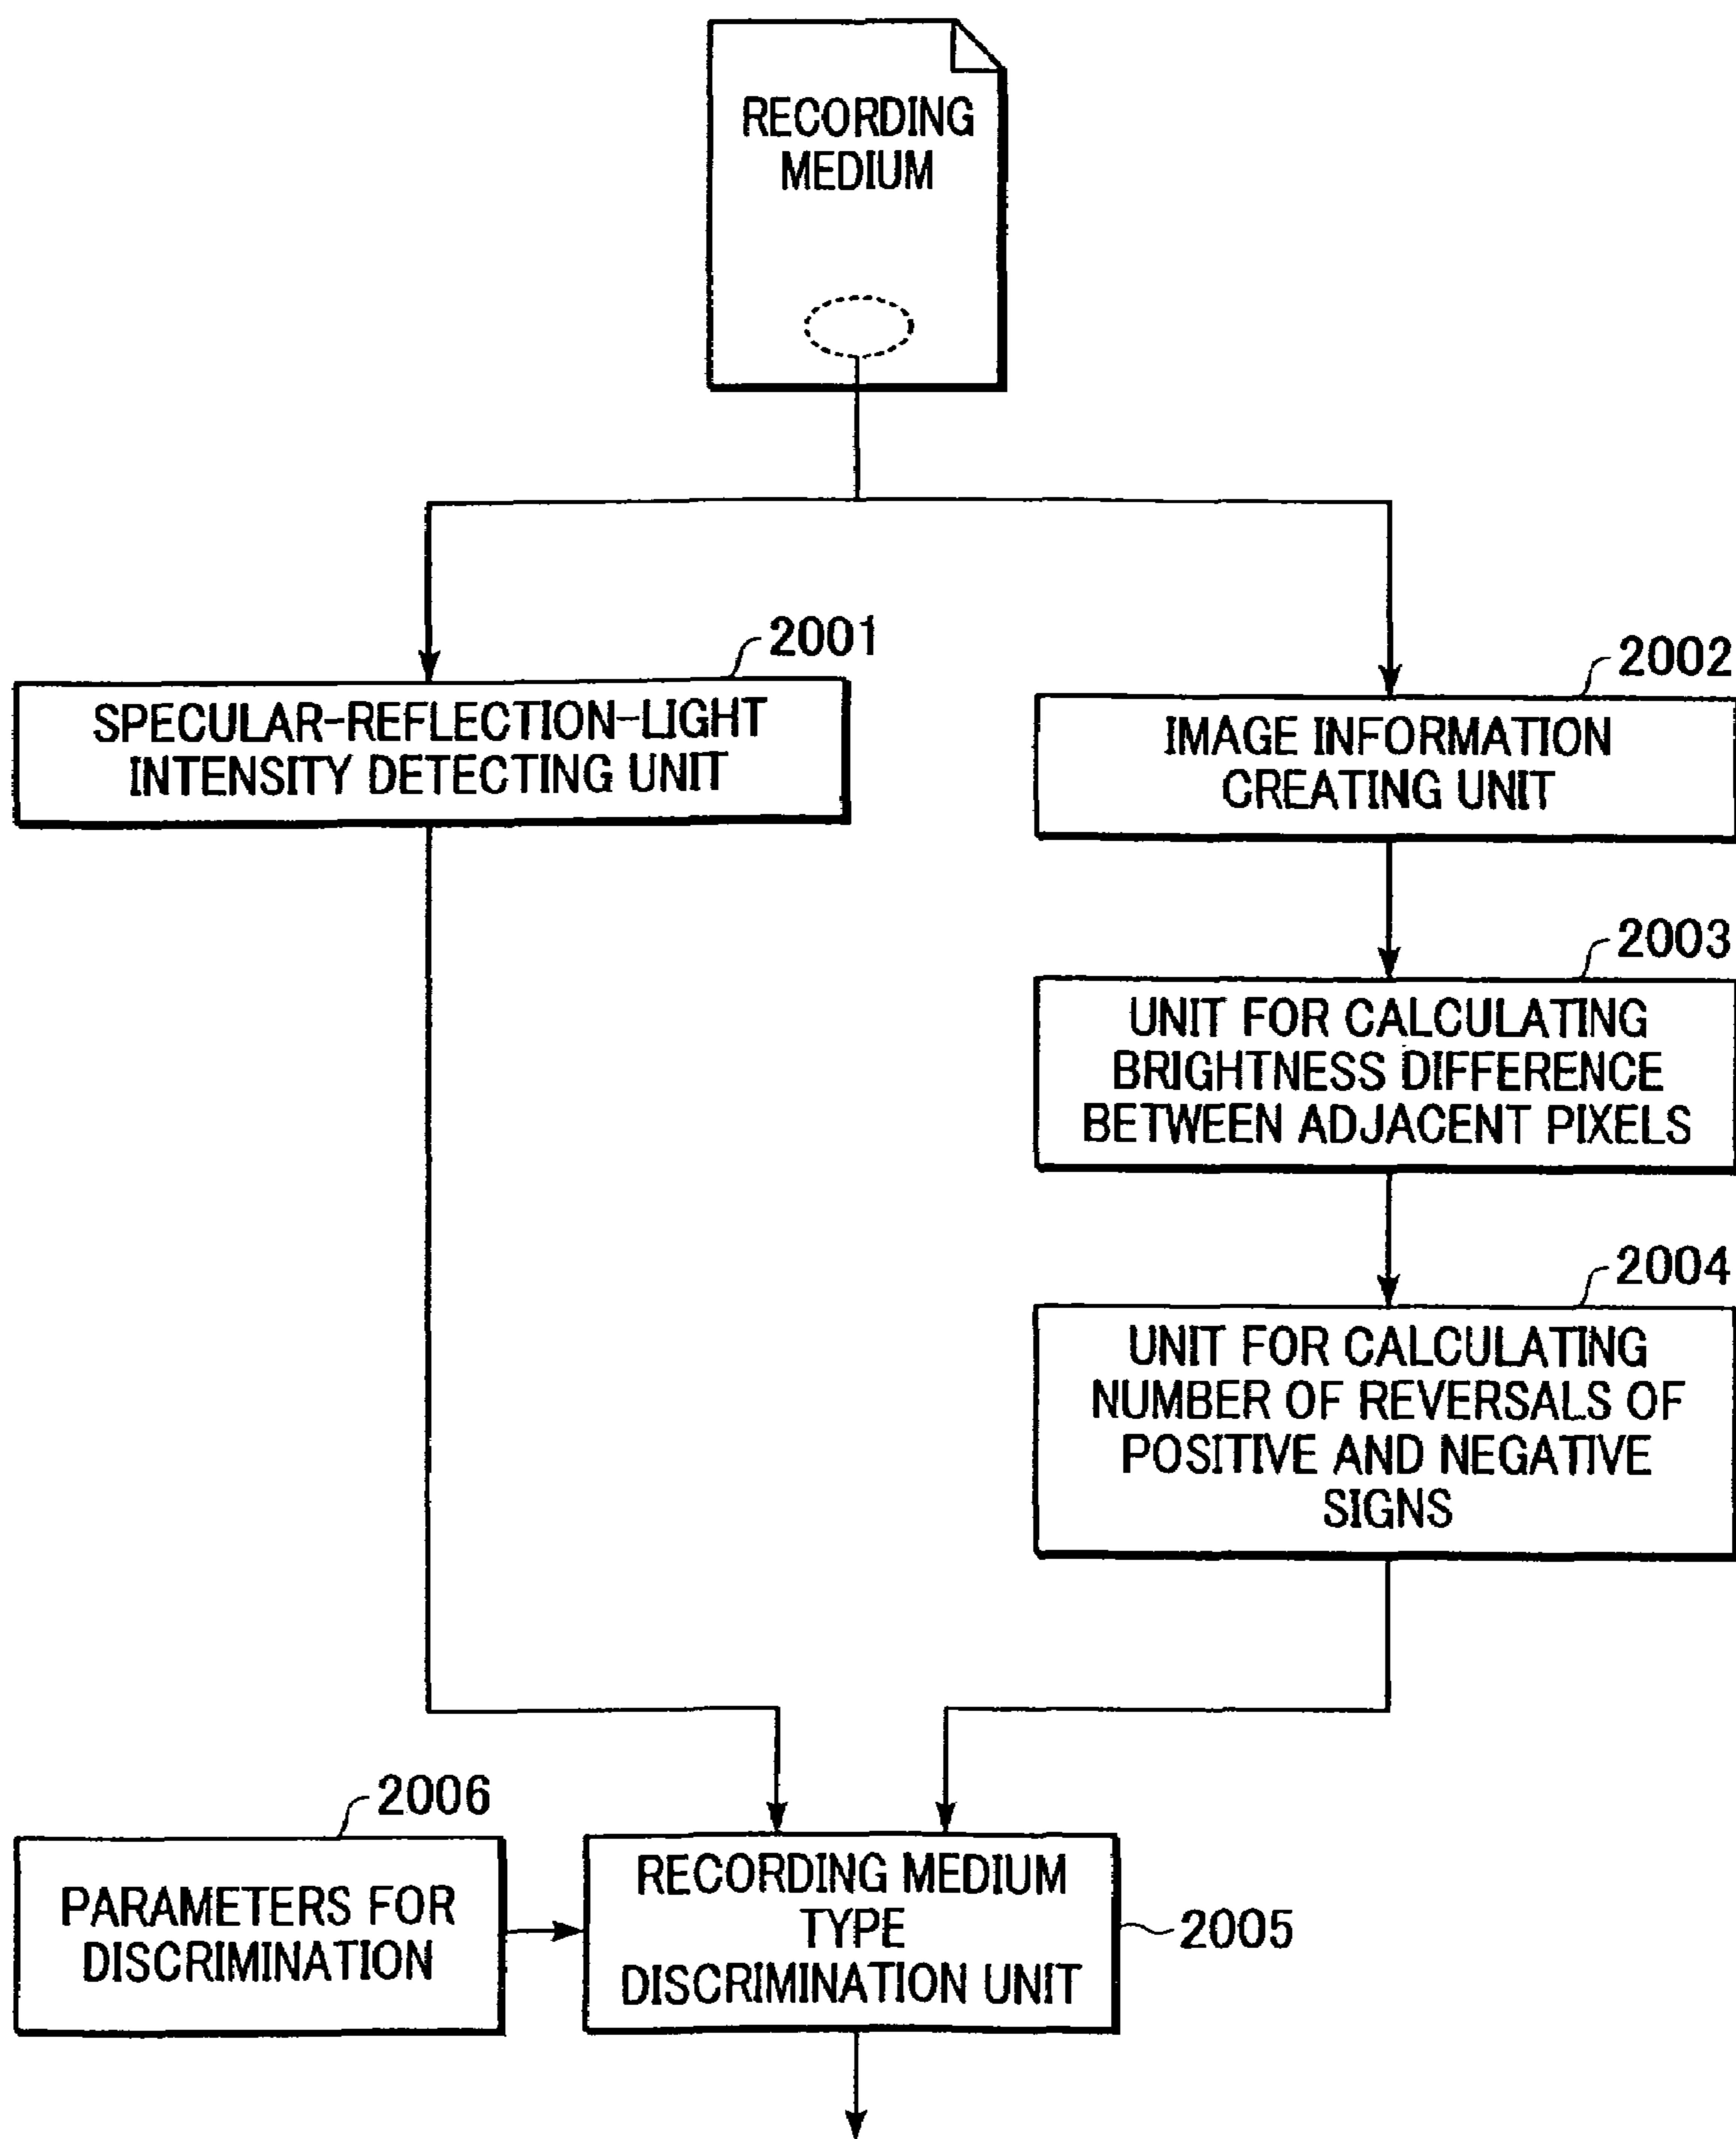 RECORDING
MEDIUM
2001
SPECULAR-REFLECTION-LIGHT
INTENSITY DETECTING UNIT
2002
IMAGE INFORMATION
CREATING UNIT
2003
UNIT FOR CALCULATING
BRIGHTNESS DIFFERENCE
BETWEEN ADJACENT PIXELS
2004
UNIT FOR CALCULATING
NUMBER OF REVERSALS OF
POSITIVE AND NEGATIVE
SIGNS
2006
PARAMETERS FOR
DISCRIMINATION
RECORDING MEDIUM
TYPE
DISCRIMINATION UNIT
2005